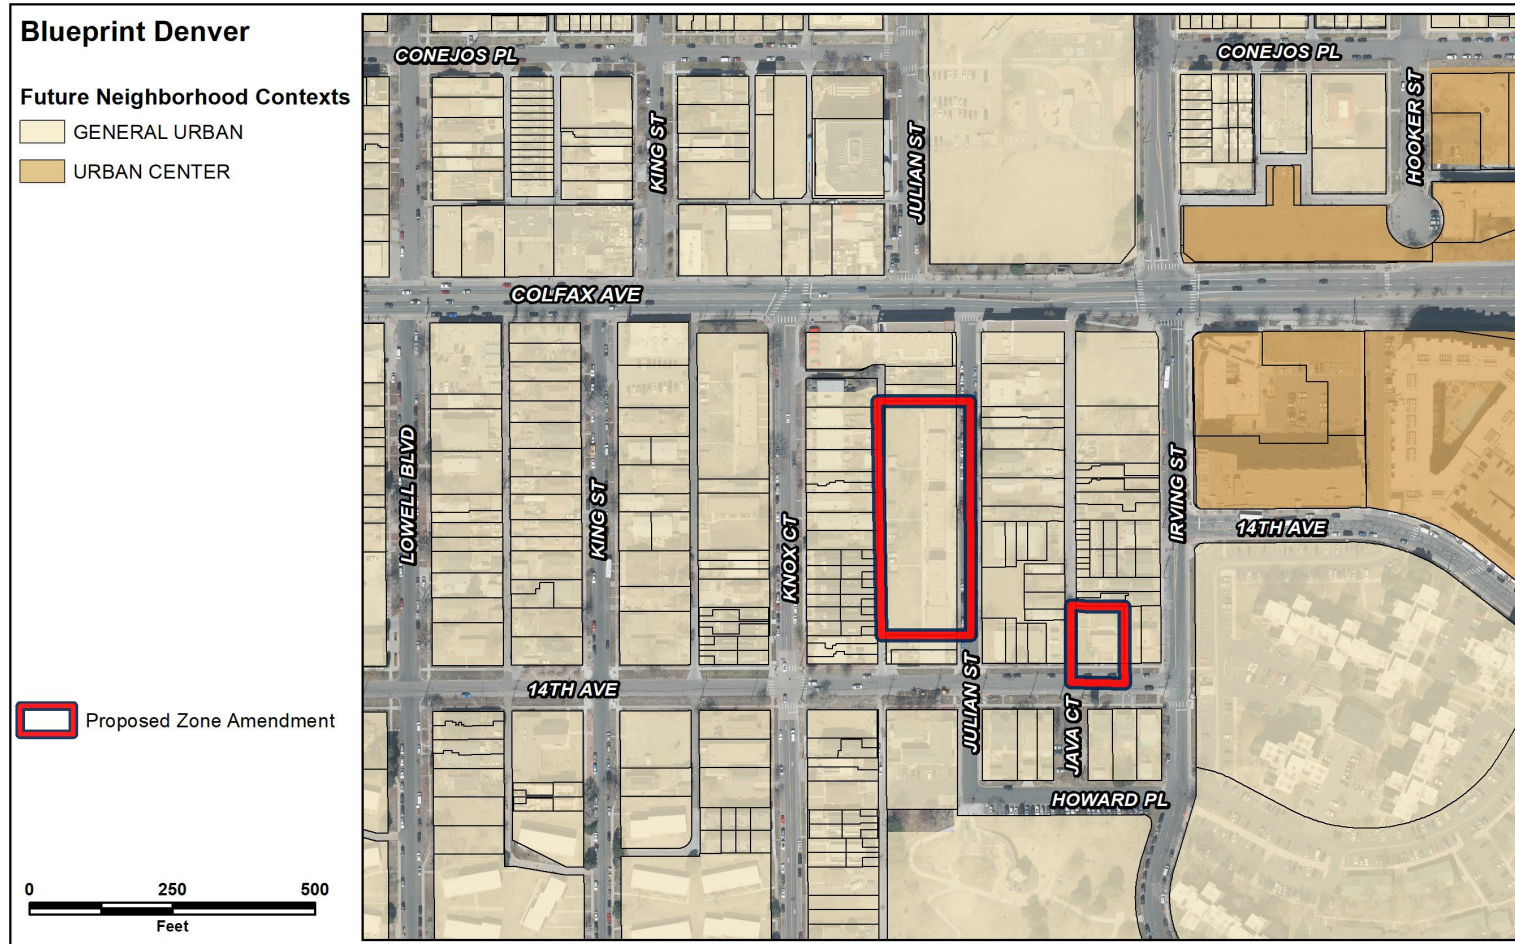 Blueprint Denver
Future Neighborhood Contexts
GENERAL URBAN
URBAN CENTER
Proposed Zone Amendment
0 250 500
Feet
CONEJOS PL
CONEJOS PL
KING ST
JULIAN ST
HOOKER ST
COLFAX AVE
LOWELL BLVD
KING ST
KNOX CT
IRVING ST
14TH AVE
14TH AVE
JULIAN ST
JAVA CT
HOWARD PL